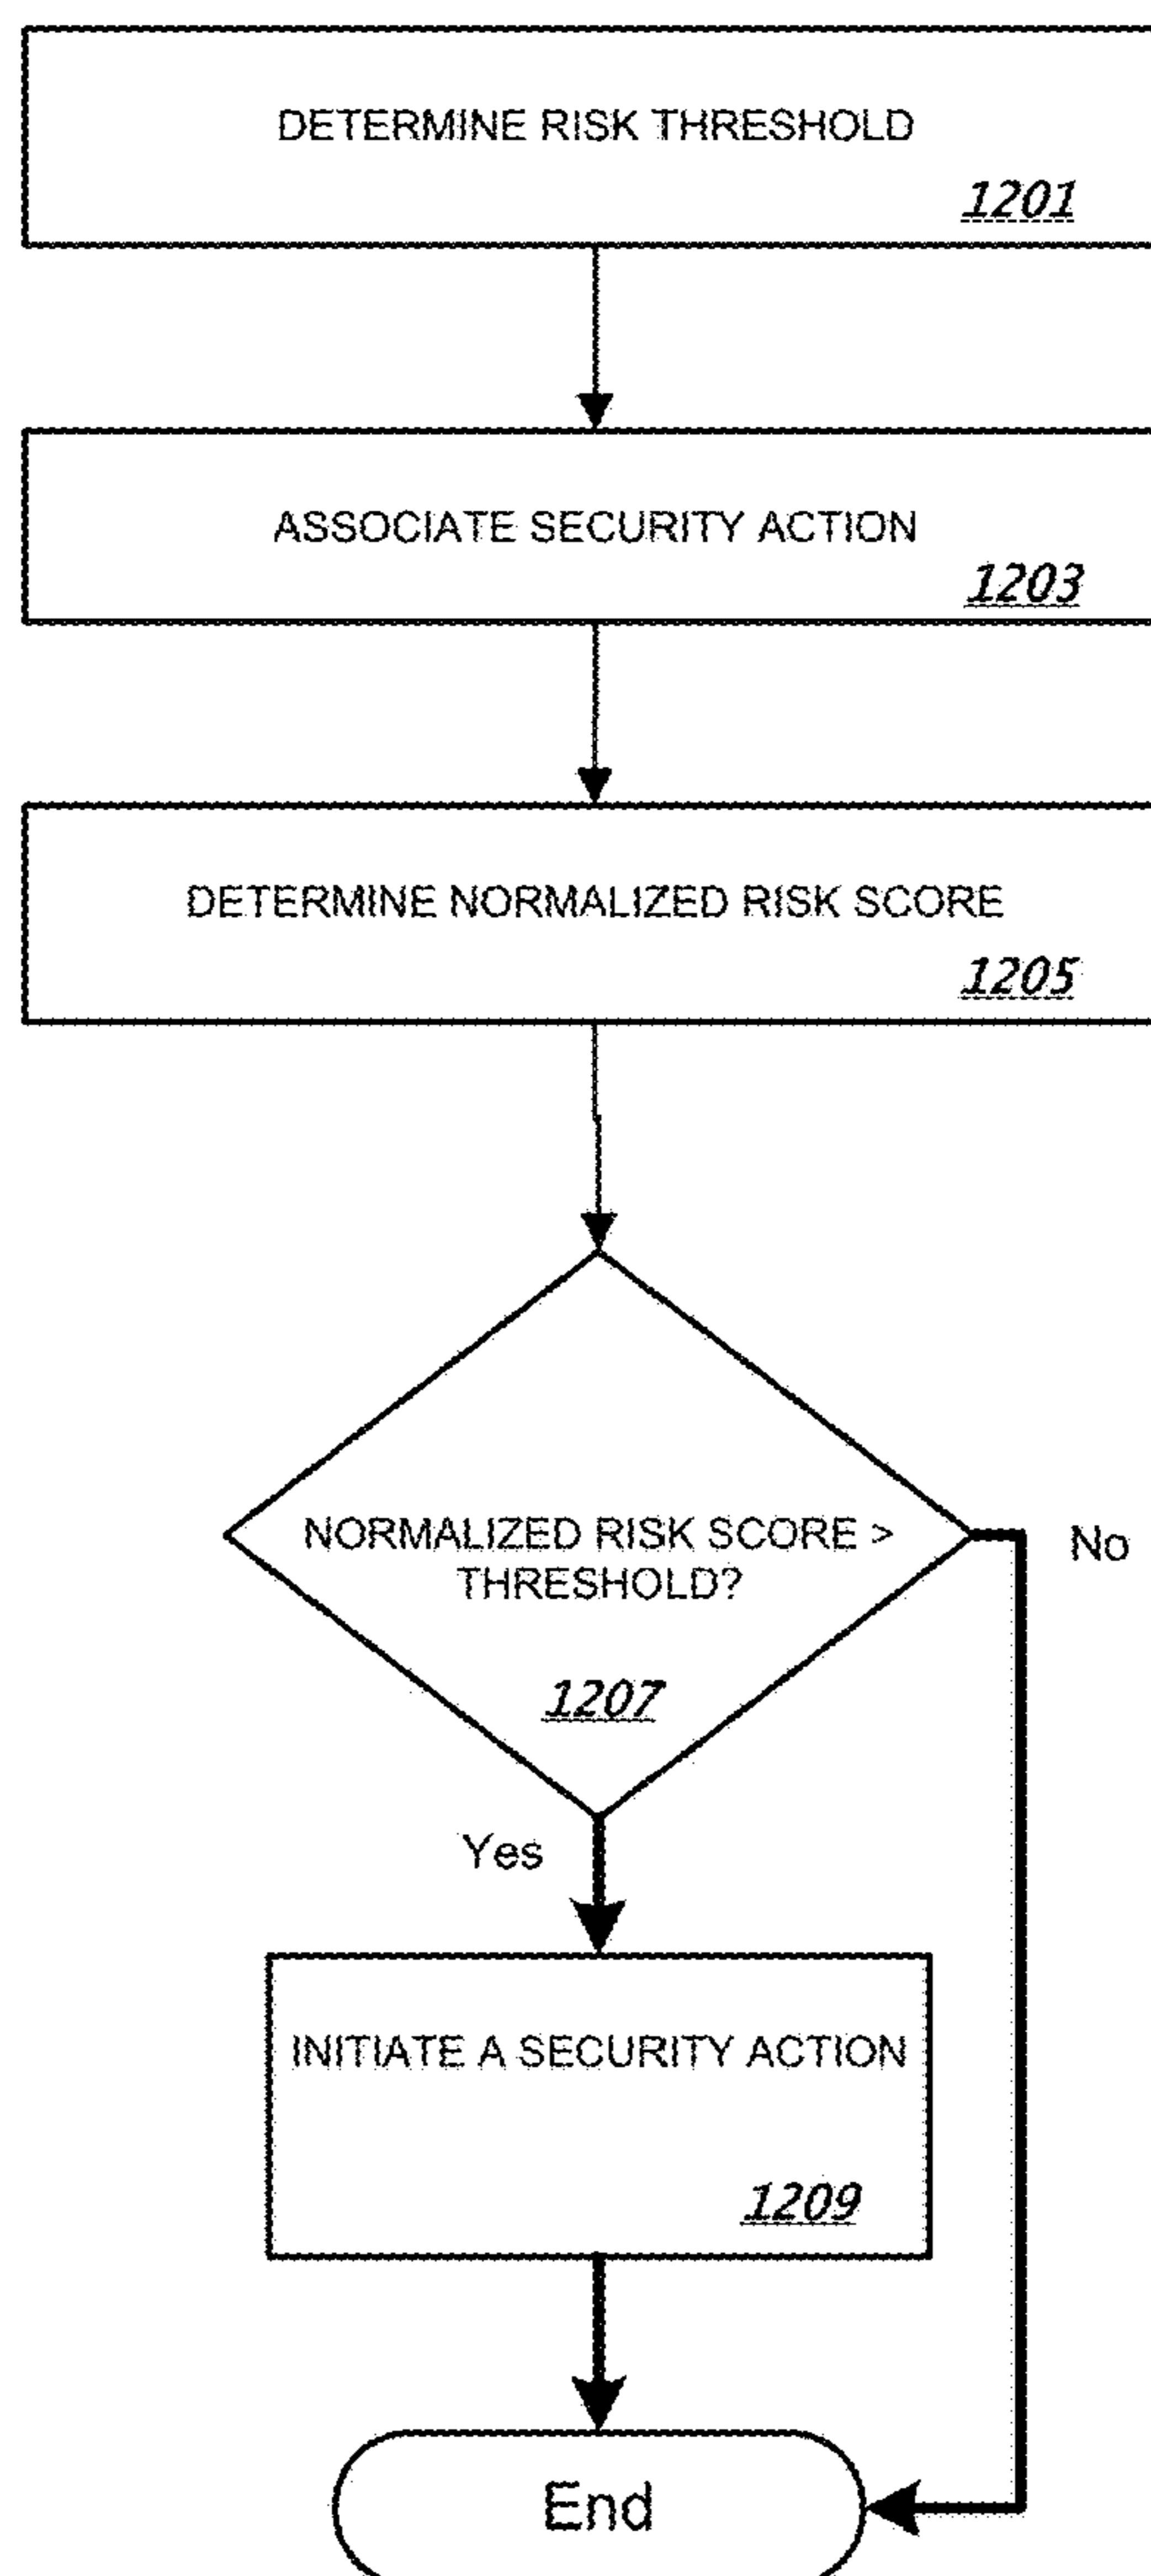 DETERMINE RISK THRESHOLD
1201
ASSOCIATE SECURITY ACTION
1203
DETERMINE NORMALIZED RISK SCORE
1205
NORMALIZED RISK SCORE >
THRESHOLD?
No
1207
Yes
INITIATE A SECURITY ACTION
1209
End